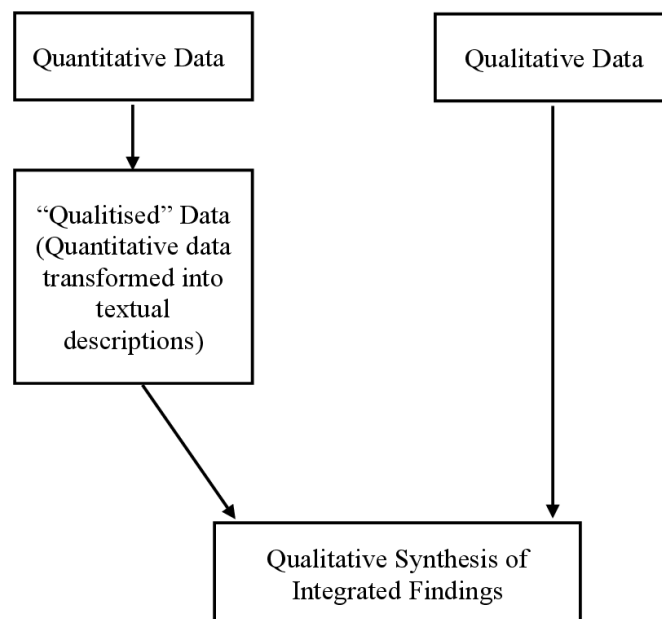 Quantitative Data
Qualitative Data
“Qualitised” Data
(Quantitative data
transformed into
textual
descriptions)
Qualitative Synthesis of
Integrated Findings